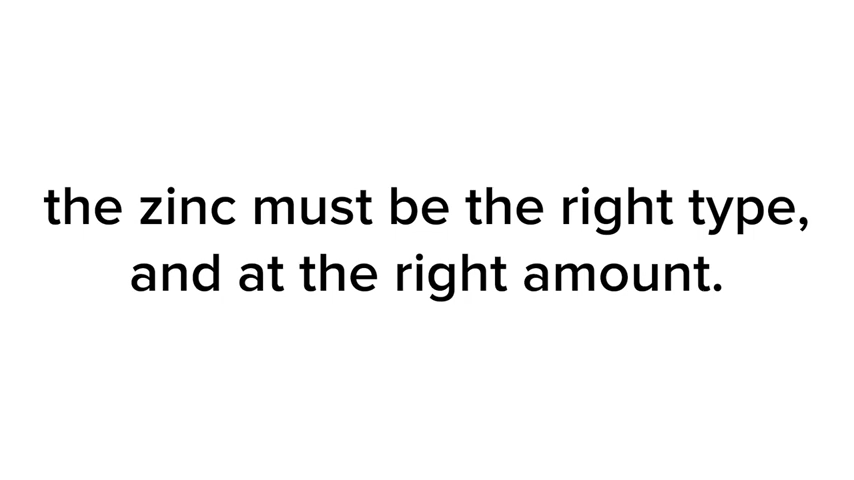 the zinc must be the right type,
and at the right amount.